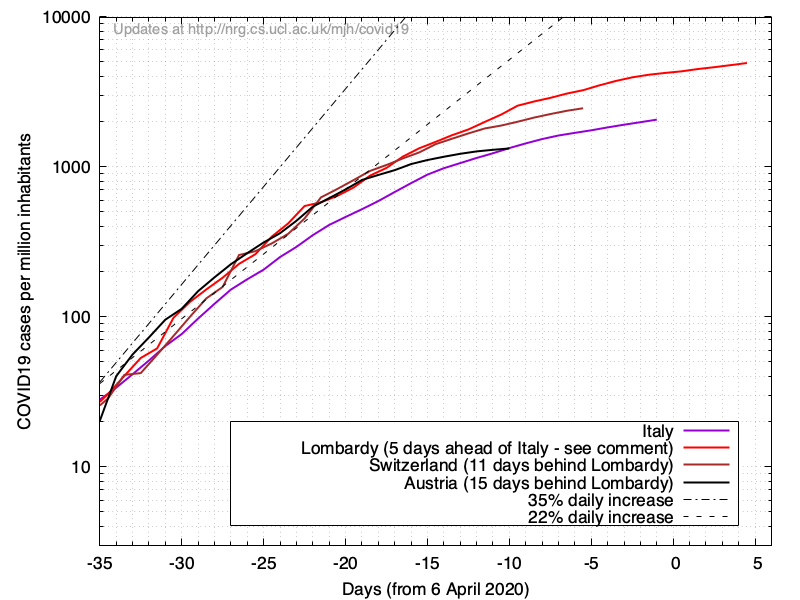 10000
Updates at http://nrg.cs.ucl.ac.uk/mjh/covid19
1000
100
10
COVID19 cases per million inhabitants
Italy
Lombardy (5 days ahead of Italy - see comment)
Switzerland (11 days behind Lombardy)
Austria (15 days behind Lombardy)
35% daily increase
22% daily increase
-35 -30 -25 -20 -15 -10 -5 0 5
Days (from 6 April 2020)